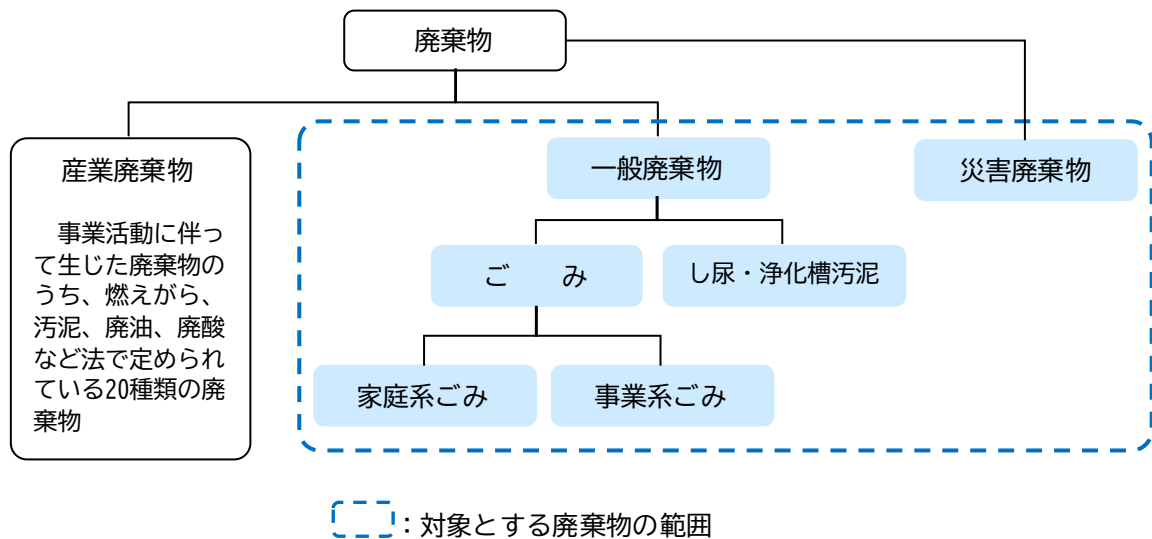 廃棄物
産業廃棄物
事業活動に伴っ
て生じた廃棄物の
うち、燃えがら、
汚泥、廃油、廃酸
など法で定められ
ている20種類の廃
棄物
一般廃棄物
災害廃棄物
ご　　み
し尿・浄化槽汚泥
家庭系ごみ
事業系ごみ
：対象とする廃棄物の範囲